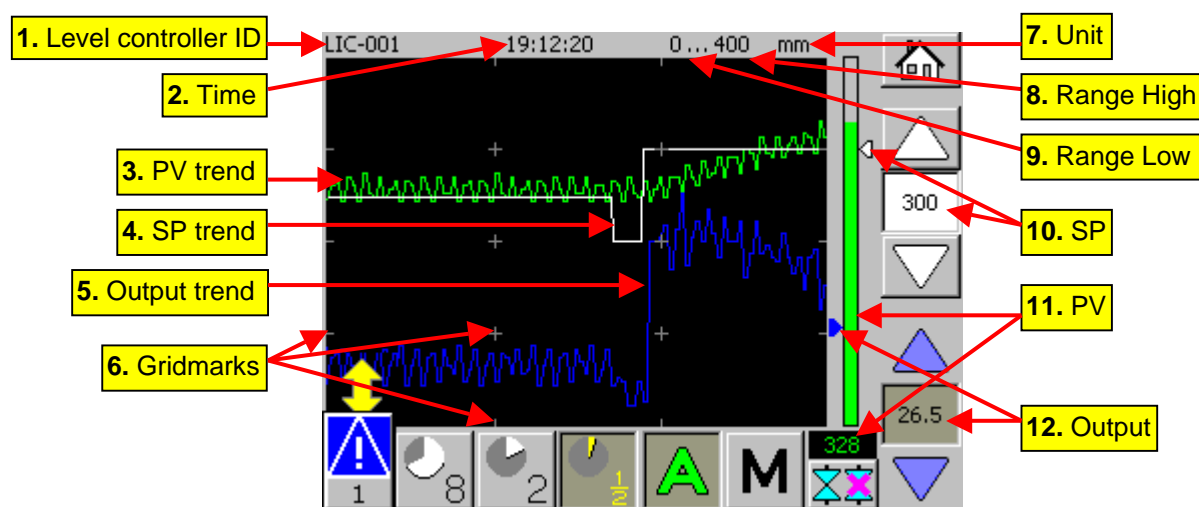 1. Level controller ID
LIC-001 19:12:20 0...400 mm
7. Unit
2. Time
8. Range High
9. Range Low
3. PV trend
300
4. SP trend
10. SP
5. Output trend
11. PV
6. Gridmarks
26.5
12. Output
328
1
8
2
1/2
A
M